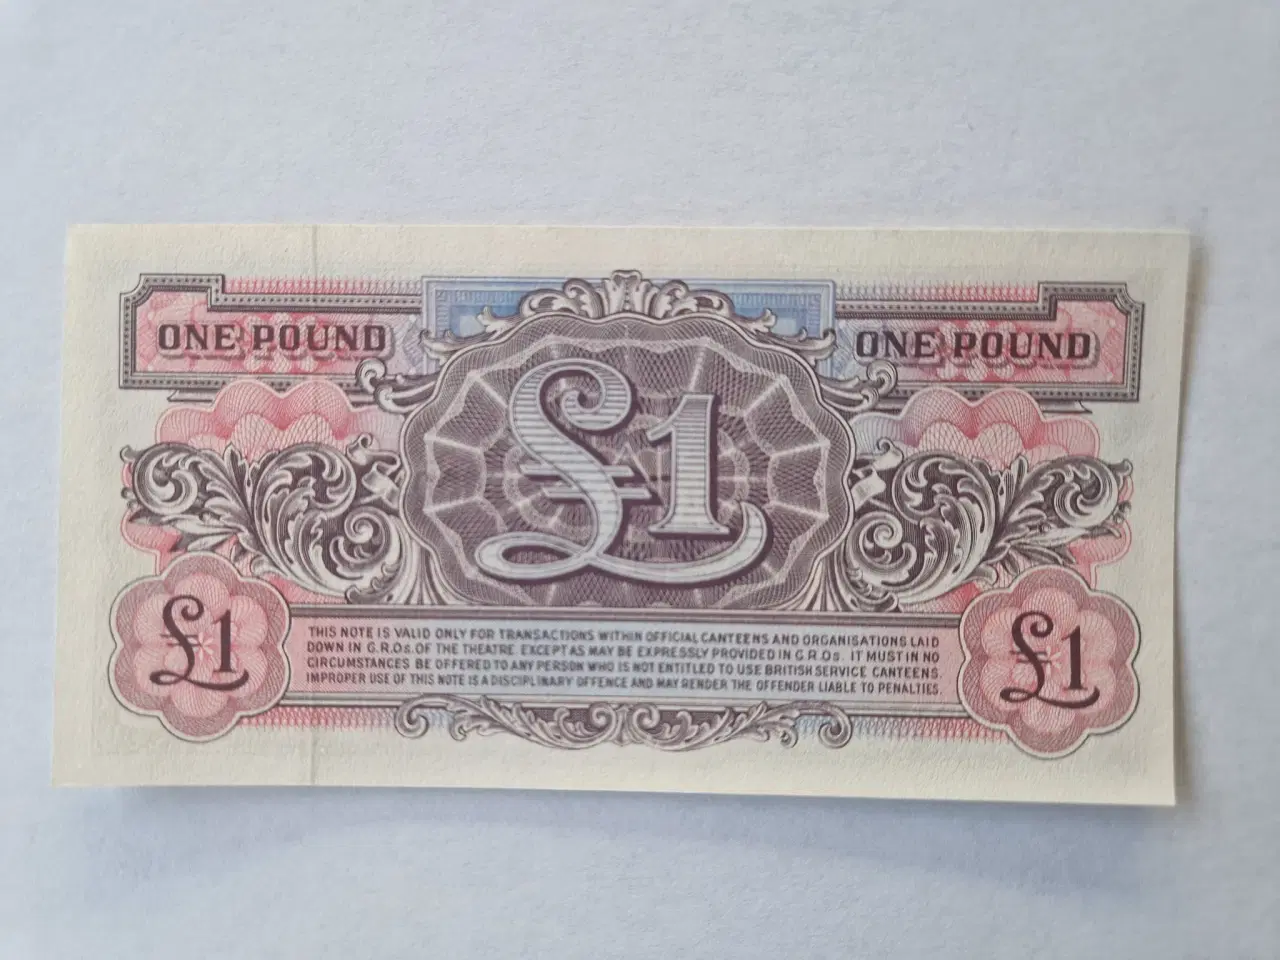 ONE POUND
ONE POUND
£1
THIS NOTE IS VALID ONLY FOR TRANSACTIONS WITHIN OFFICIAL CANTEENS AND ORGANISATIONS LAID
DOWN IN G.R.Os. OF THE THEATRE EXCEPT AS MAY BE EXPRESSLY PROVIDED IN G.R.Os. IT MUST IN NO
CIRCUMSTANCES BE OFFERED TO ANY PERSON WHO IS NOT ENTITLED TO USE BRITISH SERVICE CANTEENS.
IMPROPER USE OF THIS NOTE IS A DISCIPLINARY OFFENCE AND MAY RENDER THE OFFENDER LIABLE TO PENALTIES.
£1
£1